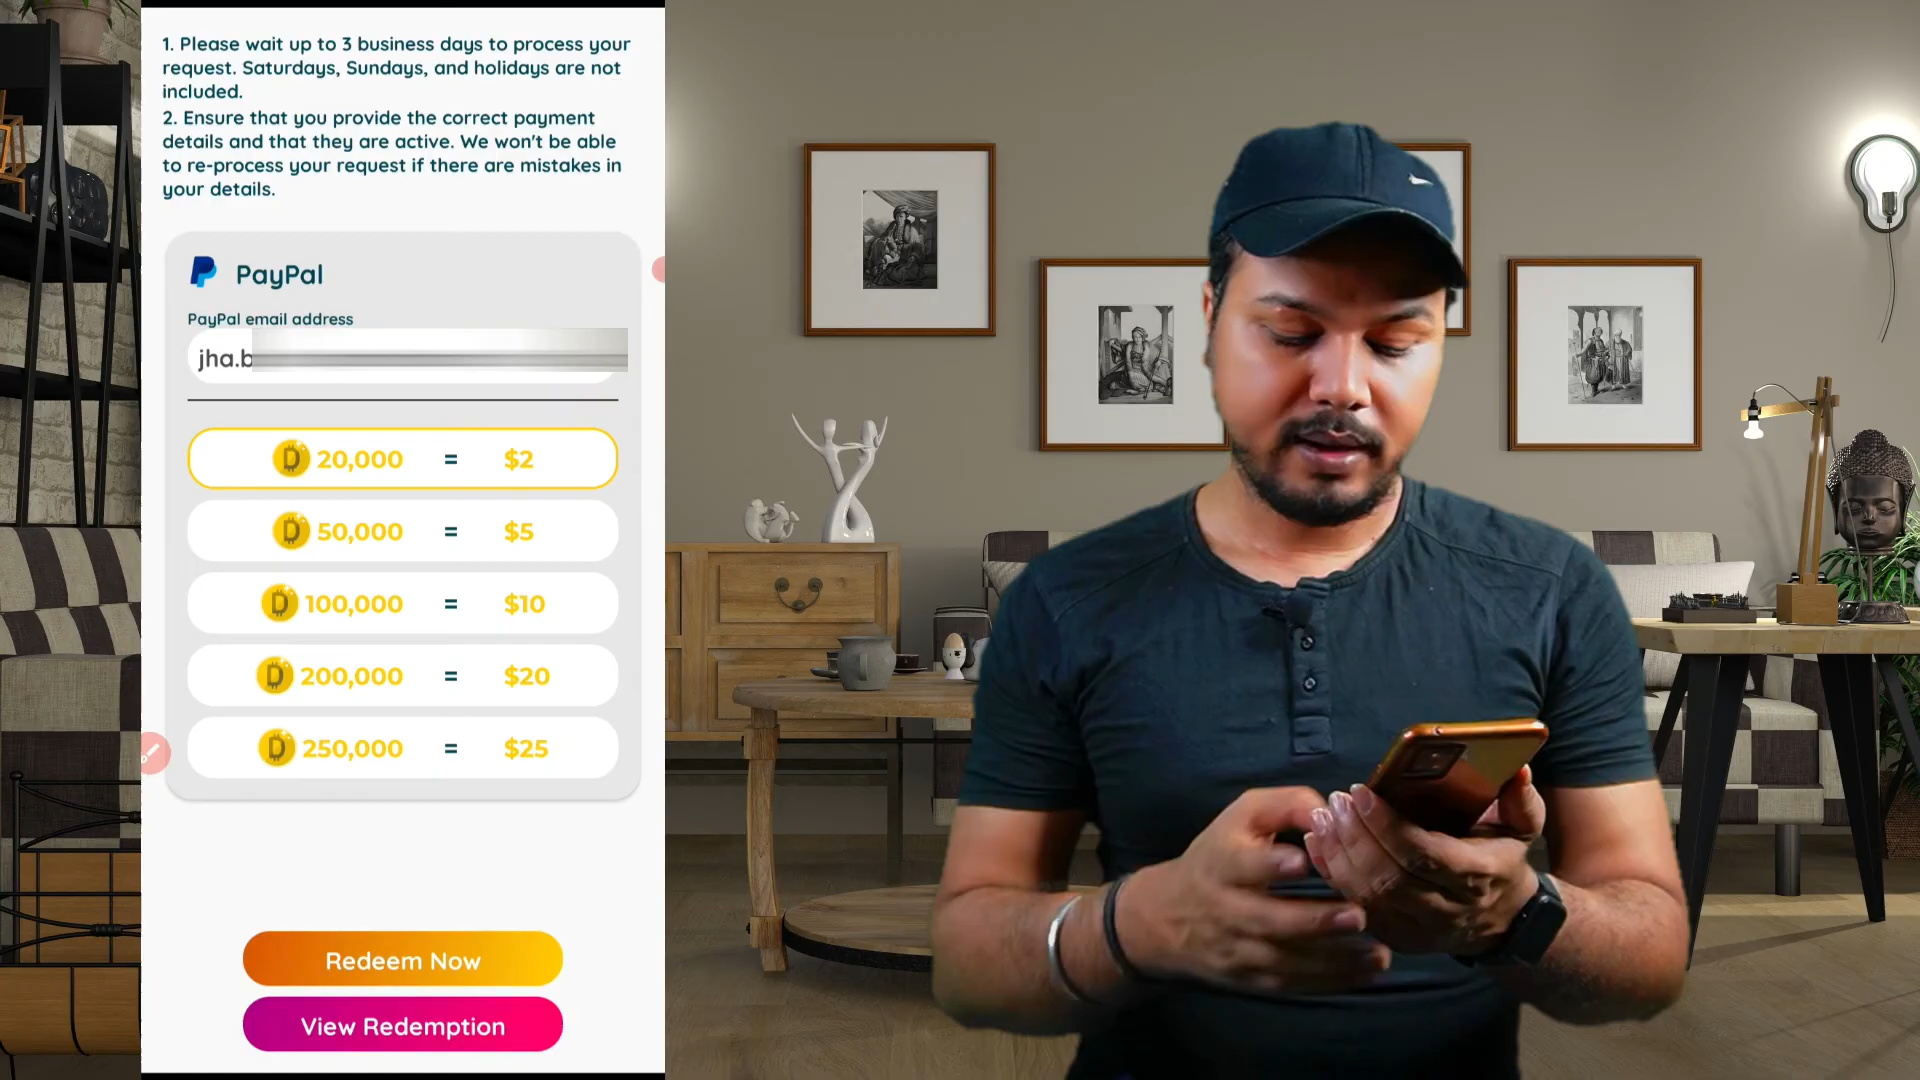 1. Please wait up to 3 business days to process your
request. Saturdays, Sundays, and holidays are not
included.
2. Ensure that you provide the correct payment
details and that they are active. We won't be able
to re-process your request if there are mistakes in
your details.
PayPal
PayPal email address
jha.b
20,000 = $2
50,000 = $5
100,000 = $10
200,000 = $20
250,000 = $25
Redeem Now
View Redemption